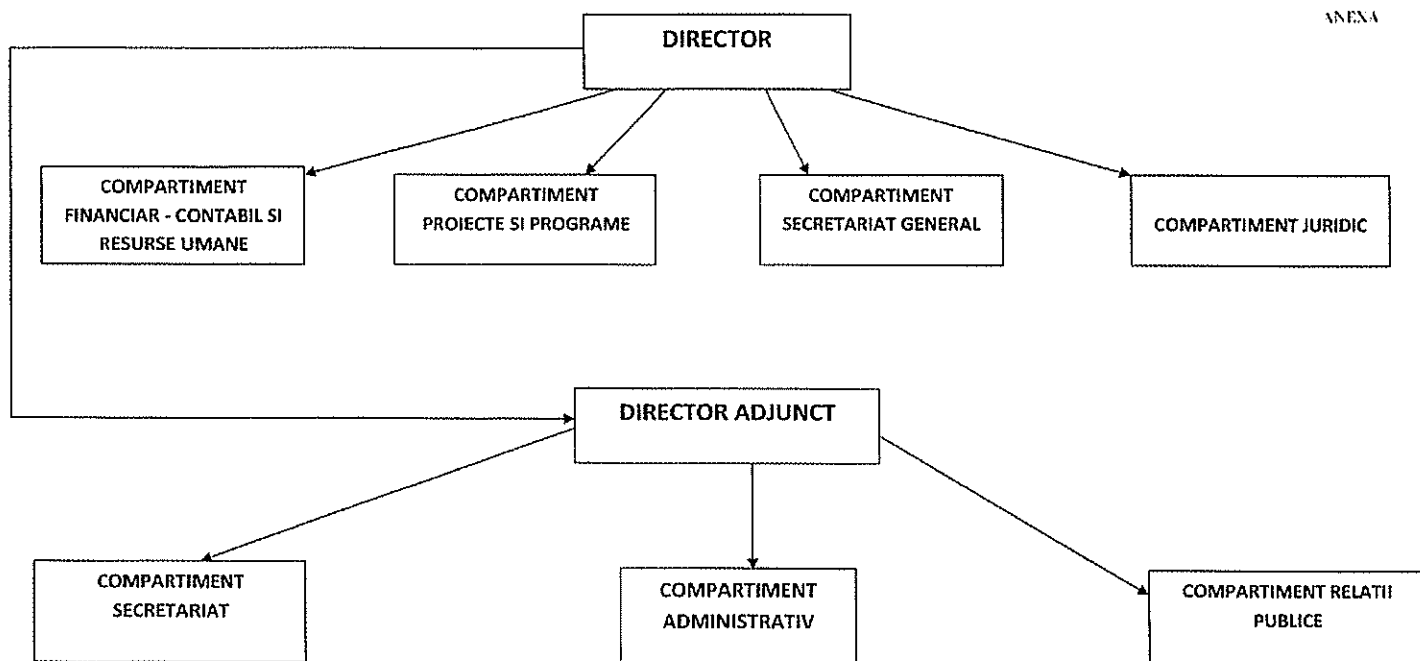 ANEXA
DIRECTOR
COMPARTIMENT
FINANCIAR - CONTABIL SI
RESURSE UMANE
COMPARTIMENT
PROIECTE SI PROGRAME
COMPARTIMENT
SECRETARIAT GENERAL
COMPARTIMENT JURIDIC
DIRECTOR ADJUNCT
COMPARTIMENT
SECRETARIAT
COMPARTIMENT
ADMINISTRATIV
COMPARTIMENT RELATII
PUBLICE